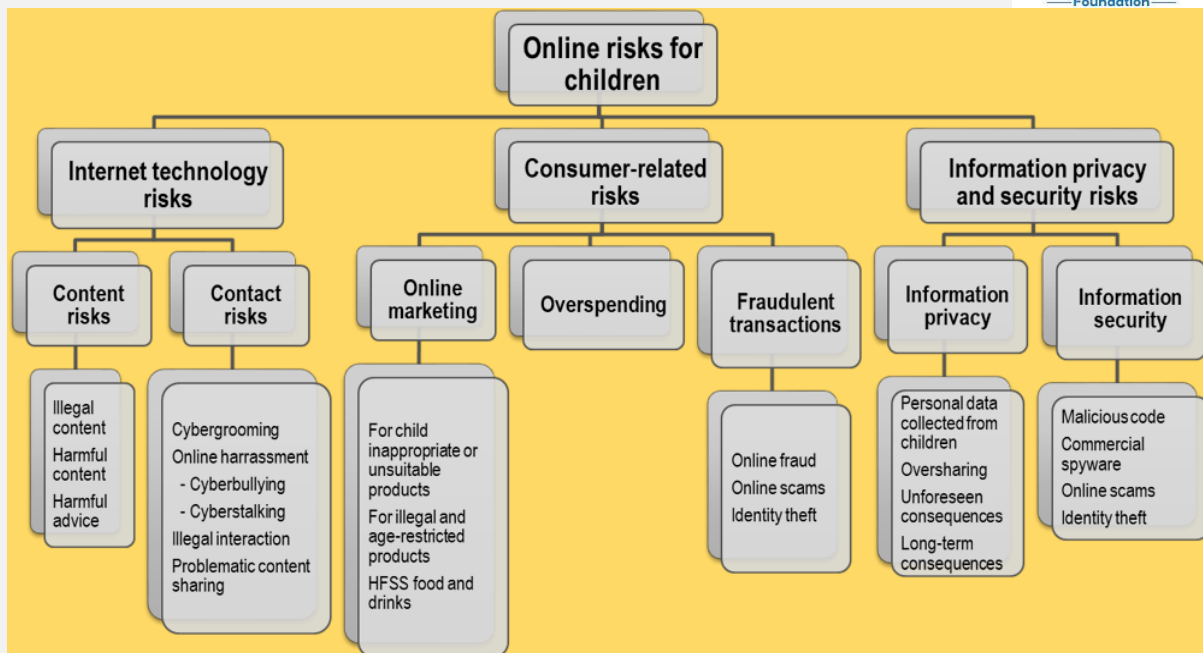 Foundation
Online risks for
children
Internet technology
risks
Consumer-related
risks
Information privacy
and security risks
Content
risks
Contact
risks
Online
marketing
Overspending
Fraudulent
transactions
Information
privacy
Information
security
Illegal
content
Harmful
content
Harmful
advice
Cybergrooming
Online harrassment
- Cyberbullying
- Cyberstalking
Illegal interaction
Problematic content
sharing
For child
inappropriate or
unsuitable
products
For illegal and
age-restricted
products
HFSS food and
drinks
Online fraud
Online scams
Identity theft
Personal data
collected from
children
Oversharing
Unforeseen
consequences
Long-term
consequences
Malicious code
Commercial
spyware
Online scams
Identity theft